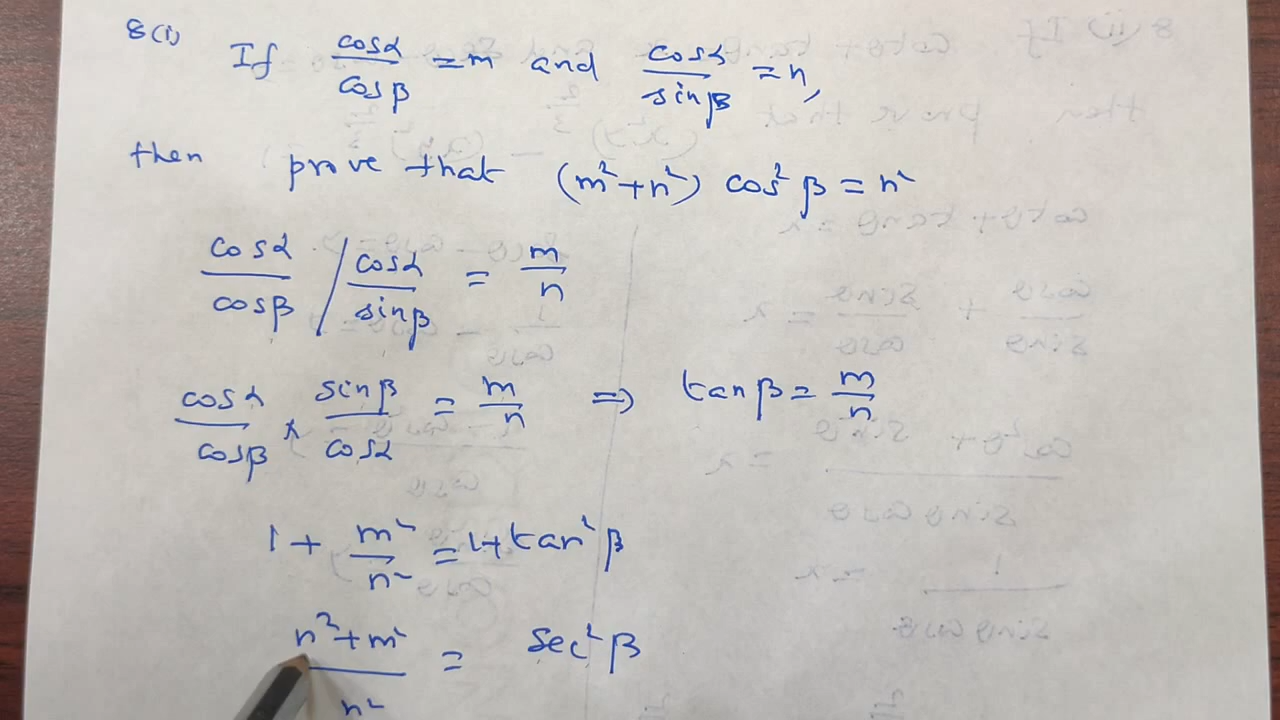 8(i) If cosα/cosβ = m and cosα/sinβ = n,
then prove that (m²+n²) cos²β = n²
cosα/cosβ / cosα/sinβ = m/n
cosα/cosβ × sinβ/cosα = m/n ⇒ tanβ = m/n
1 + m²/n² = 1+tan²β
n²+m²/n² = sec²β